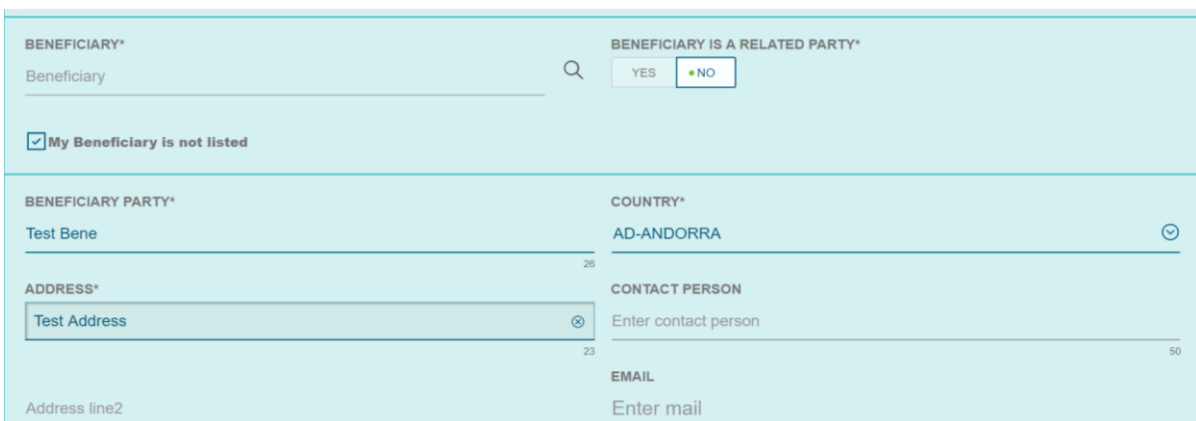 BENEFICIARY*
Beneficiary
BENEFICIARY IS A RELATED PARTY*
YES NO
My Beneficiary is not listed
BENEFICIARY PARTY*
Test Bene
26
COUNTRY*
AD-ANDORRA
ADDRESS*
Test Address
23
CONTACT PERSON
Enter contact person
50
Address line2
EMAIL
Enter mail